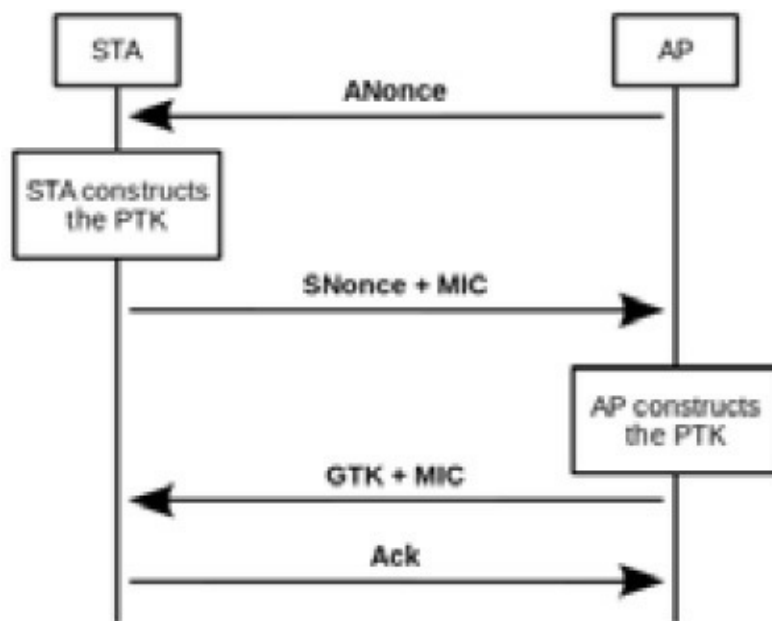 STA
AP
ANonce
STA constructs
the PTK
SNonce + MIC
AP constructs
the PTK
GTK + MIC
Ack